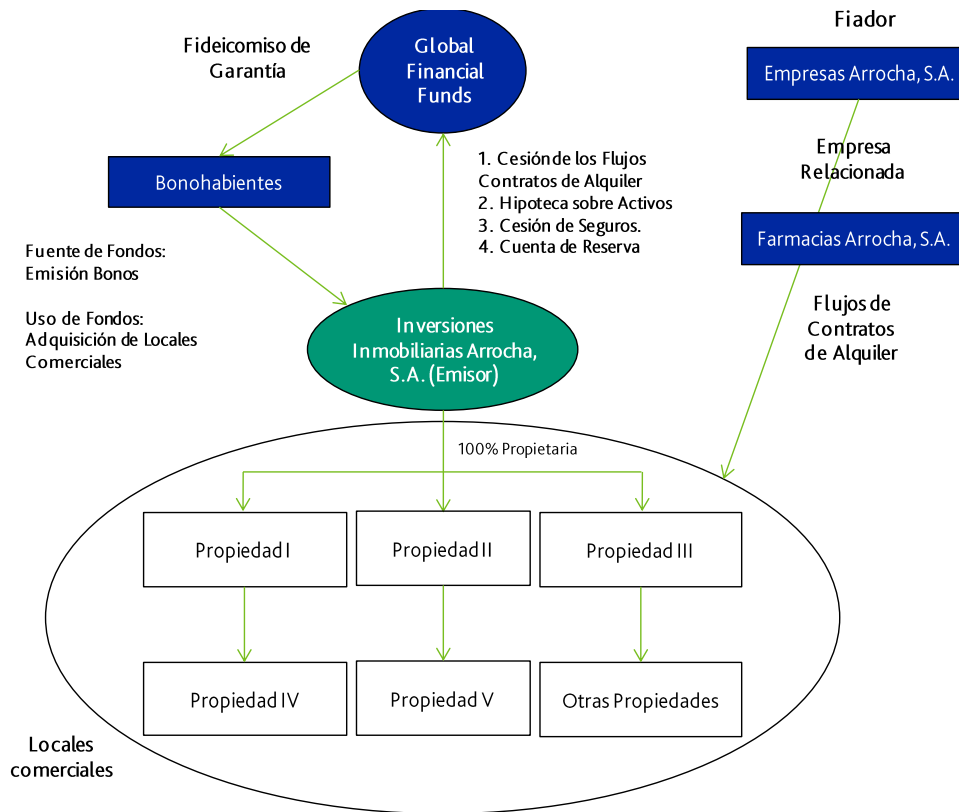 Fideicomiso de
Garantía
Global
Financial
Funds
Fiador
Empresas Arrocha, S.A.
Empresa
Relacionada
Bonohabientes
1. Cesión de los Flujos
Contratos de Alquiler
2. Hipoteca sobre Activos
3. Cesión de Seguros.
4. Cuenta de Reserva
Farmacias Arrocha, S.A.
Fuente de Fondos:
Emisión Bonos
Uso de Fondos:
Adquisición de Locales
Comerciales
Inversiones
Inmobiliarias Arrocha,
S.A. (Emisor)
Flujos de
Contratos
de Alquiler
100% Propietaria
Propiedad I
Propiedad II
Propiedad III
Propiedad IV
Propiedad V
Otras Propiedades
Locales
comerciales